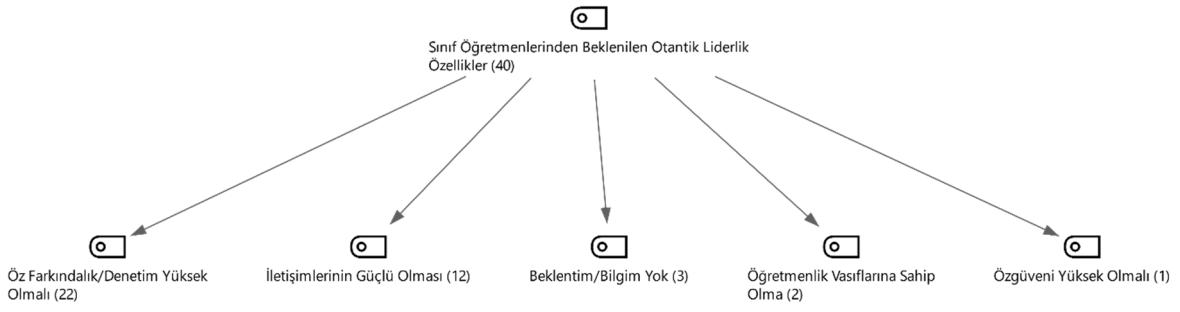 Sınıf Öğretmenlerinden Beklenilen Otantik Liderlik
Özellikler (40)
Öz Farkındalık/Denetim Yüksek
Olmalı (22)
İletişimlerinin Güçlü Olması (12)
Beklentim/Bilgim Yok (3)
Öğretmenlik Vasıflarına Sahip
Olma (2)
Özgüveni Yüksek Olmalı (1)